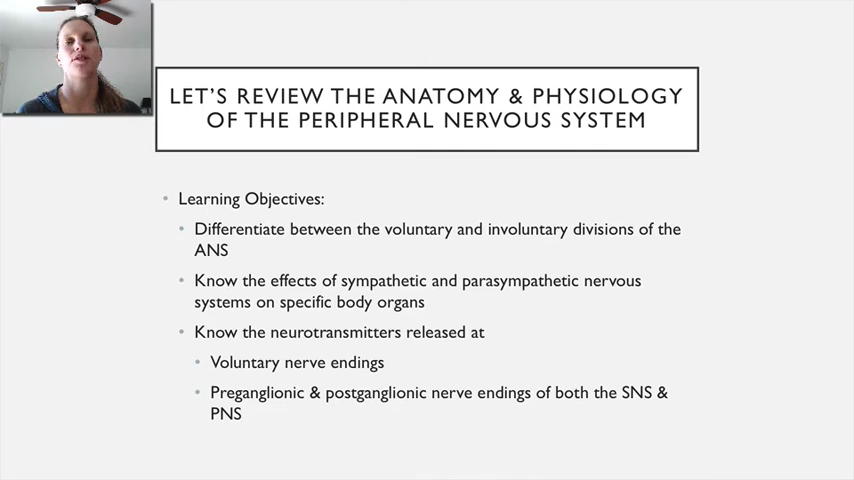 LET'S REVIEW THE ANATOMY & PHYSIOLOGY
OF THE PERIPHERAL NERVOUS SYSTEM
• Learning Objectives:
• Differentiate between the voluntary and involuntary divisions of the
ANS
• Know the effects of sympathetic and parasympathetic nervous
systems on specific body organs
• Know the neurotransmitters released at
• Voluntary nerve endings
• Preganglionic & postganglionic nerve endings of both the SNS &
PNS